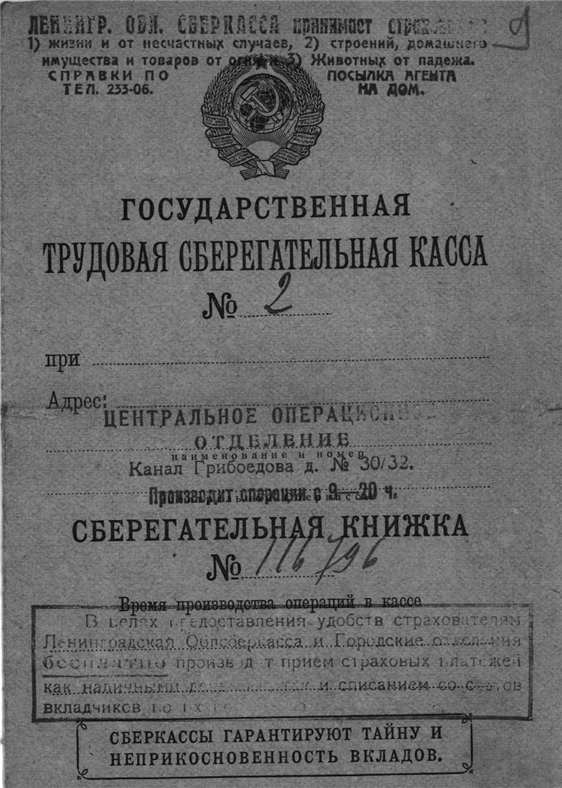 ЛЕНИНГР. ОБЛ. СБЕРКАССА принимает
1) жизни и от несчастных случаев, 2) строений, домашнего
имущества и товаров от огня и 3) Животных от падежа.
СПРАВКИ ПО ПОСЫЛКА АГЕНТА
ТЕЛ. 233-06. НА ДОМ.
ГОСУДАРСТВЕННАЯ
ТРУДОВАЯ СБЕРЕГАТЕЛЬНАЯ КАССА
№ 2
при
Адрес:
ЦЕНТРАЛЬНОЕ ОПЕРАЦИОННОЕ
ОТДЕЛЕНИЕ
наименование и номер
Канал Грибоедова д. № 30/32.
Производит операции с 9–20 ч.
СБЕРЕГАТЕЛЬНАЯ КНИЖКА
№ 116/96
Время производства операций в кассе
В целях предоставления удобств страхователям
Ленинградская Облсберкасса и Городские отделения
бесплатно производят прием страховых платежей
как наличными и списанием со счетов
вкладчиков
СБЕРКАССЫ ГАРАНТИРУЮТ ТАЙНУ И
НЕПРИКОСНОВЕННОСТЬ ВКЛАДОВ.